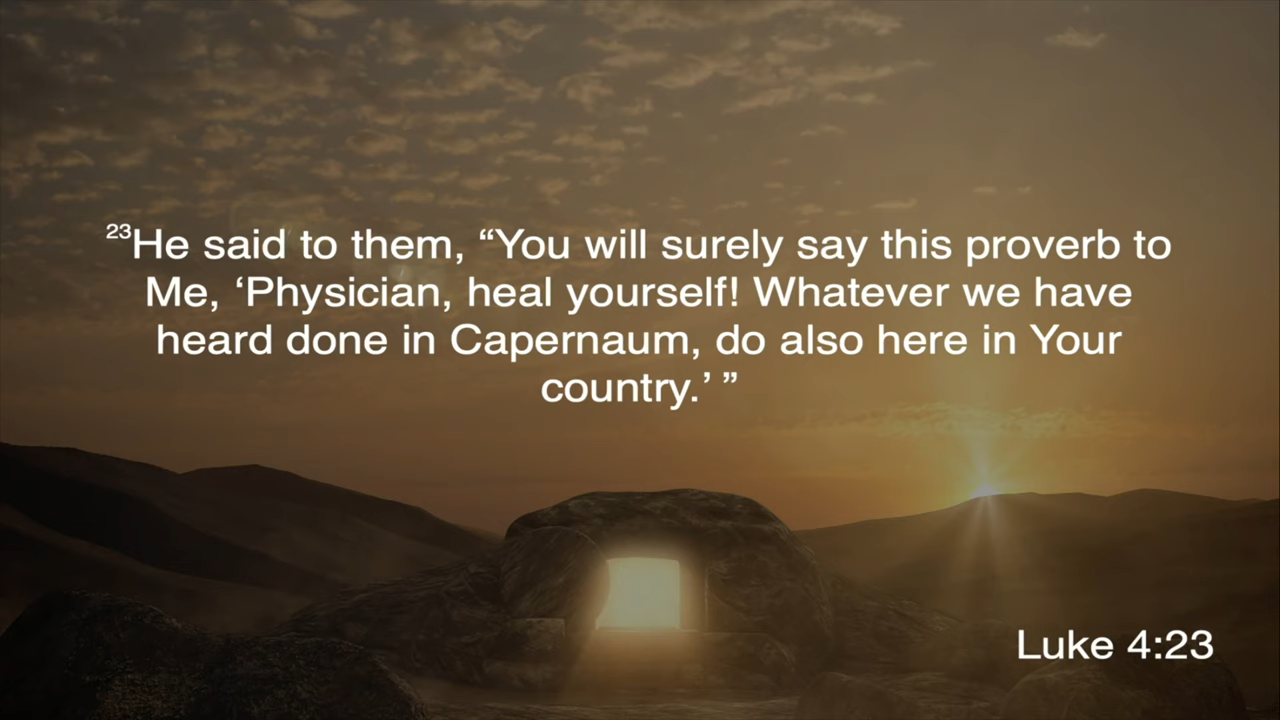 ²³He said to them, “You will surely say this proverb to
Me, ‘Physician, heal yourself! Whatever we have
heard done in Capernaum, do also here in Your
country.’ ”
Luke 4:23